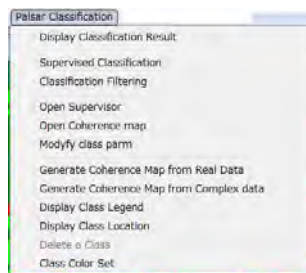 Palsar Classification
Display Classification Result
Supervised Classification
Classification Filtering
Open Supervisor
Open Coherence map
Modyfy class parm
Generate Coherence Map from Real Data
Generate Coherence Map from Complex data
Display Class Legend
Display Class Location
Delete a Class
Class Color Set